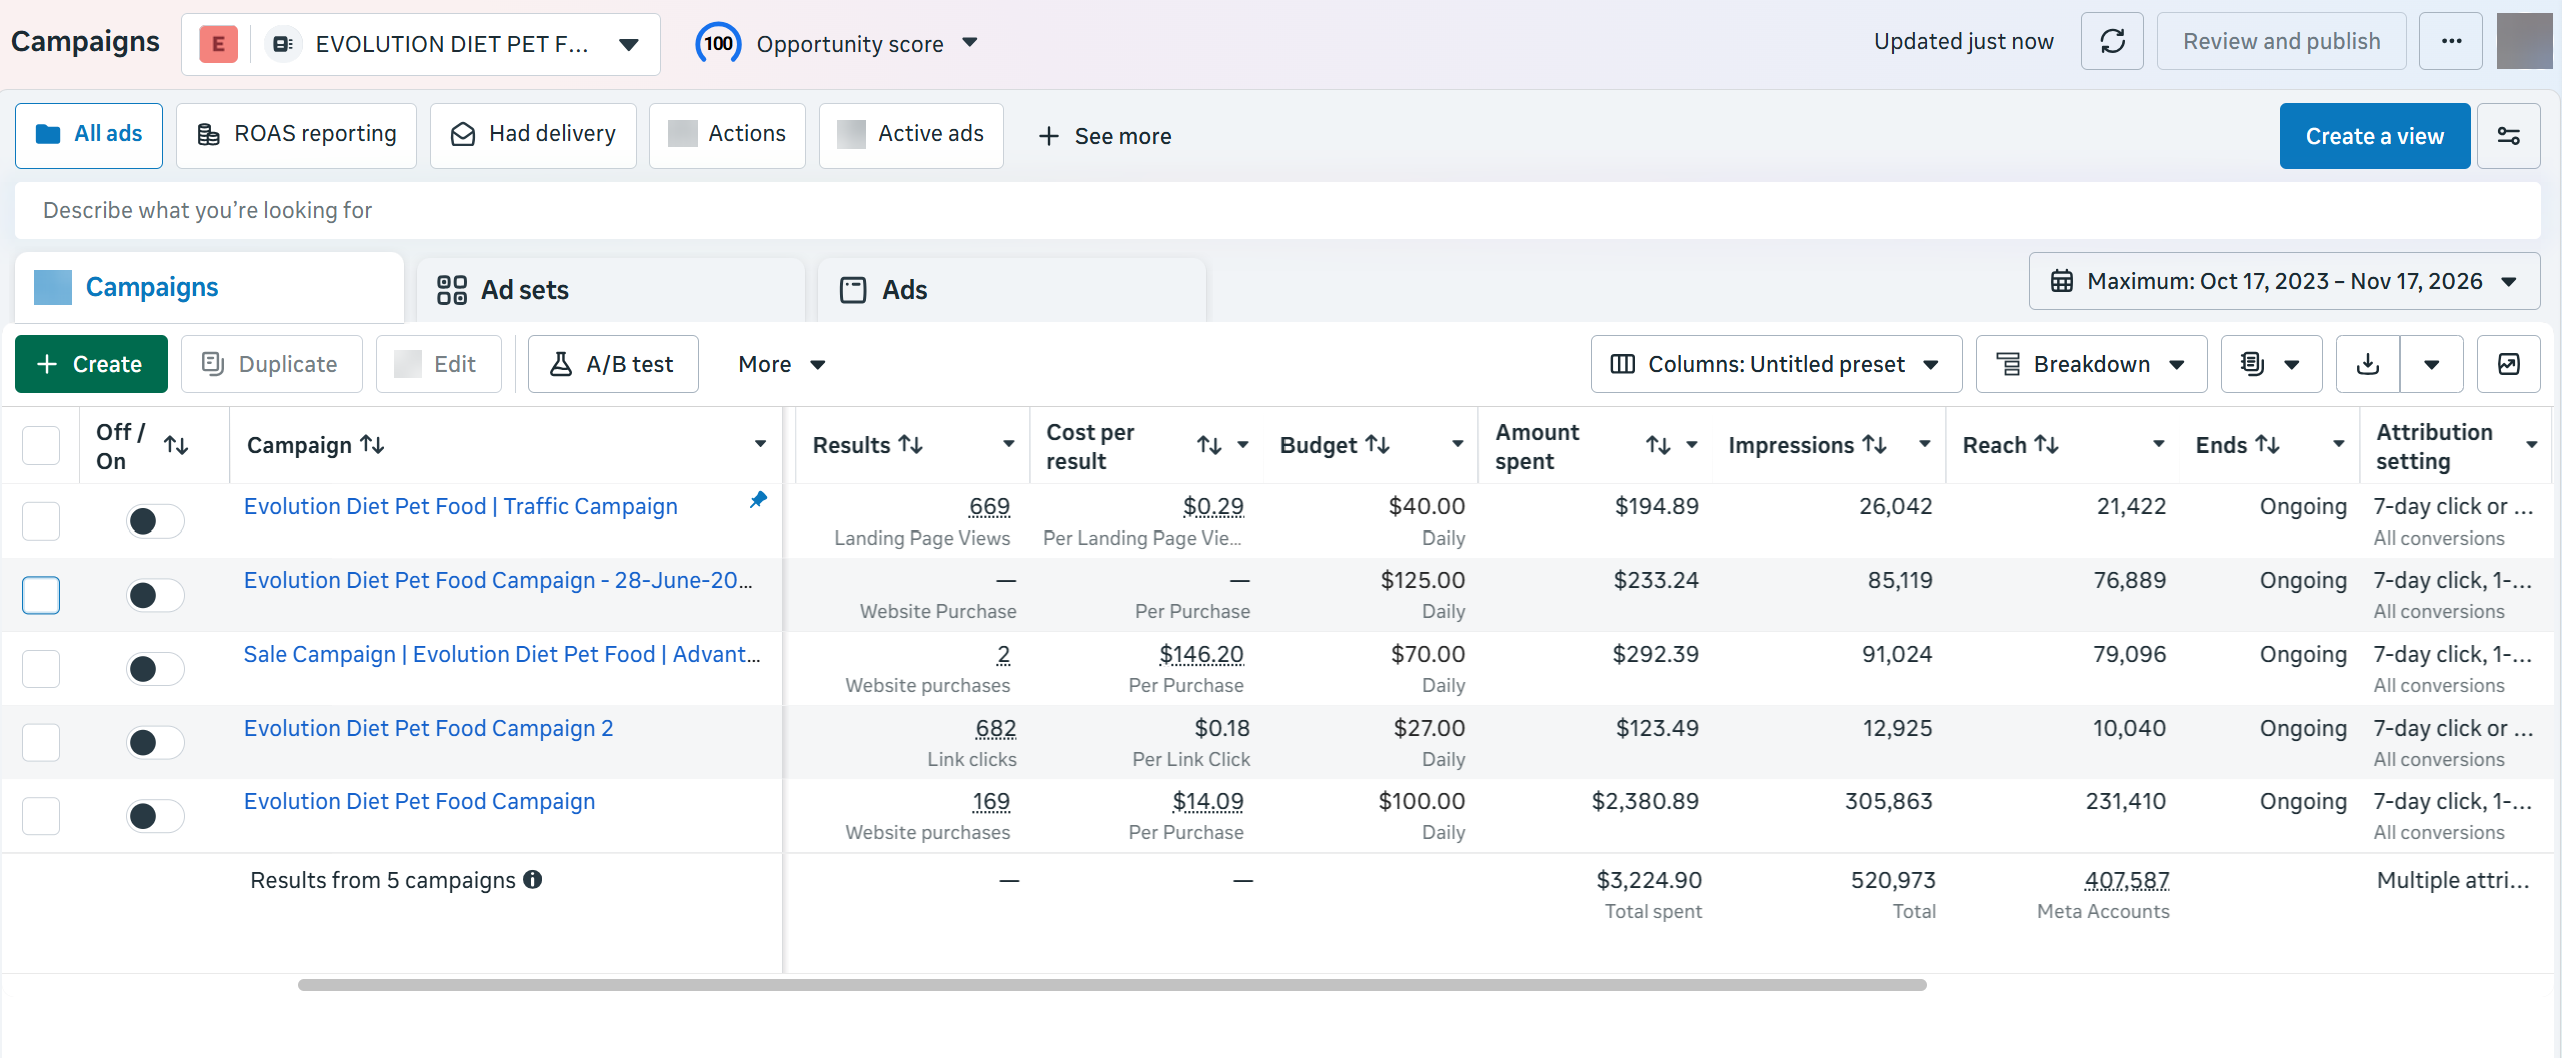 Campaigns
E
EVOLUTION DIET PET F...
100
Opportunity score
Updated just now
Review and publish
All ads
ROAS reporting
Had delivery
Actions
Active ads
See more
Create a view
Describe what you're looking for
Campaigns
Ad sets
Ads
Maximum: Oct 17, 2023 – Nov 17, 2026
Create
Duplicate
Edit
A/B test
More
Columns: Untitled preset
Breakdown
Off / On
Campaign
Results
Cost per result
Budget
Amount spent
Impressions
Reach
Ends
Attribution setting
Evolution Diet Pet Food | Traffic Campaign
669
$0.29
$40.00
$194.89
26,042
21,422
Ongoing
7-day click or ...
Landing Page Views
Per Landing Page Vie...
Daily
All conversions
Evolution Diet Pet Food Campaign - 28-June-20...
—
—
$125.00
$233.24
85,119
76,889
Ongoing
7-day click, 1-...
Website Purchase
Per Purchase
Daily
All conversions
Sale Campaign | Evolution Diet Pet Food | Advant...
2
$146.20
$70.00
$292.39
91,024
79,096
Ongoing
7-day click, 1-...
Website purchases
Per Purchase
Daily
All conversions
Evolution Diet Pet Food Campaign 2
682
$0.18
$27.00
$123.49
12,925
10,040
Ongoing
7-day click or ...
Link clicks
Per Link Click
Daily
All conversions
Evolution Diet Pet Food Campaign
169
$14.09
$100.00
$2,380.89
305,863
231,410
Ongoing
7-day click, 1-...
Website purchases
Per Purchase
Daily
All conversions
Results from 5 campaigns
—
—
$3,224.90
520,973
407,587
Multiple attri...
Total spent
Total
Meta Accounts